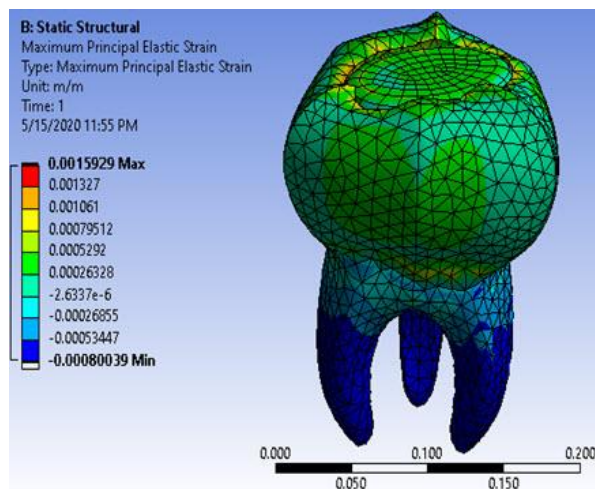 B: Static Structural
Maximum Principal Elastic Strain
Type: Maximum Principal Elastic Strain
Unit: m/m
Time: 1
5/15/2020 11:55 PM
0.0015929 Max
0.001327
0.001061
0.00079512
0.0005292
0.00026328
-2.6337e-6
-0.00026855
-0.00053447
-0.00080039 Min
0.000 0.100 0.200
0.050 0.150